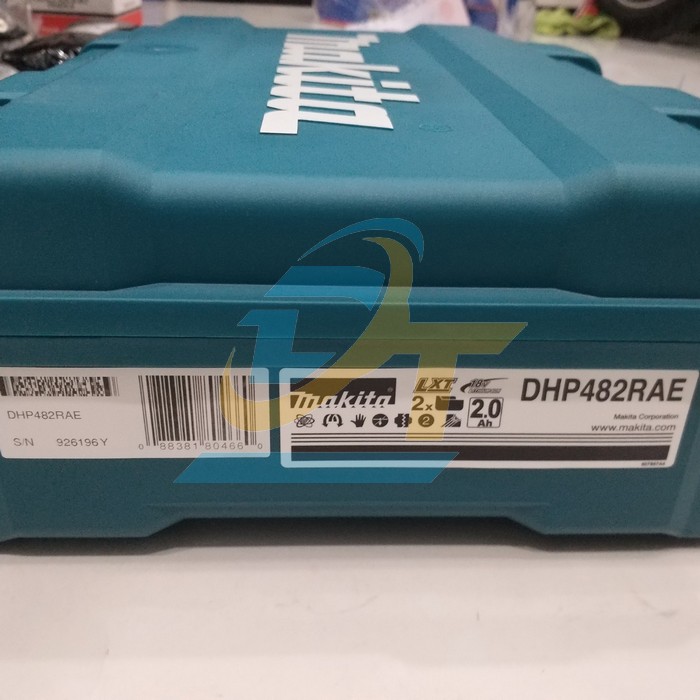 makita
DHP482RAE
S/N 926196Y
0 88381 80466 0
makita
LXT
18V
2x
2.0
Ah
2
DHP482RAE
Makita Corporation
www.makita.com